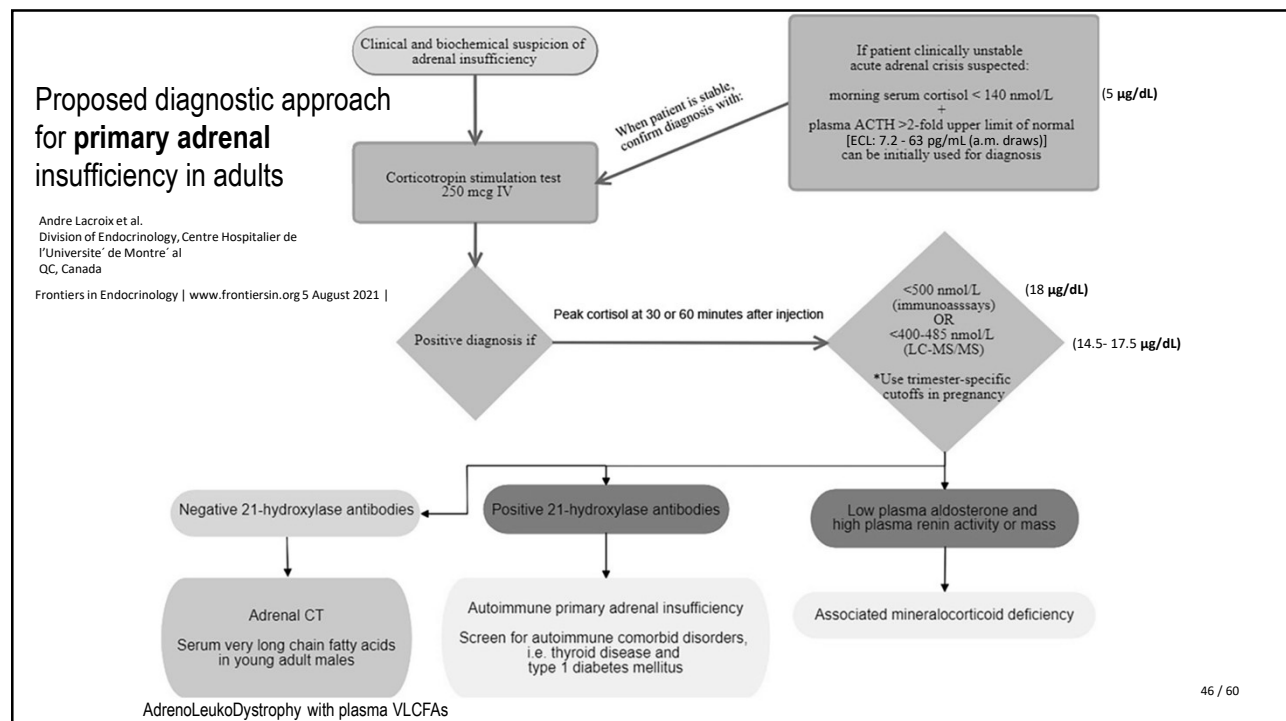 Proposed diagnostic approach
for primary adrenal
insufficiency in adults
Andre Lacroix et al.
Division of Endocrinology, Centre Hospitalier de
l'Universite´ de Montre´ al
QC, Canada
Frontiers in Endocrinology | www.frontiersin.org 5 August 2021 |
Clinical and biochemical suspicion of
adrenal insufficiency
If patient clinically unstable
acute adrenal crisis suspected:
morning serum cortisol < 140 nmol/L
+
plasma ACTH >2-fold upper limit of normal
[ECL: 7.2 - 63 pg/mL (a.m. draws)]
can be initially used for diagnosis
(5 µg/dL)
When patient is stable,
confirm diagnosis with:
Corticotropin stimulation test
250 mcg IV
Positive diagnosis if
Peak cortisol at 30 or 60 minutes after injection
<500 nmol/L
(immunoasssays)
OR
<400-485 nmol/L
(LC-MS/MS)
*Use trimester-specific
cutoffs in pregnancy
(18 µg/dL)
(14.5- 17.5 µg/dL)
Negative 21-hydroxylase antibodies
Positive 21-hydroxylase antibodies
Low plasma aldosterone and
high plasma renin activity or mass
Adrenal CT
Serum very long chain fatty acids
in young adult males
Autoimmune primary adrenal insufficiency
Screen for autoimmune comorbid disorders,
i.e. thyroid disease and
type 1 diabetes mellitus
Associated mineralocorticoid deficiency
AdrenoLeukoDystrophy with plasma VLCFAs
46 / 60